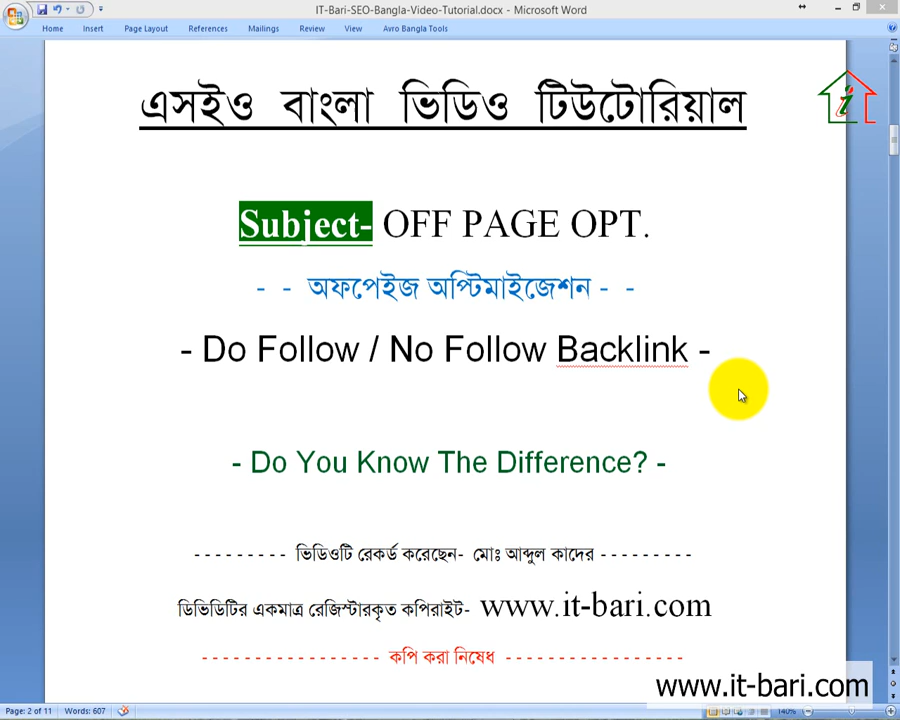 IT-Bari-SEO-Bangla-Video-Tutorial.docx - Microsoft Word
Home Insert Page Layout References Mailings Review View Avro Bangla Tools
এসইও বাংলা ভিডিও টিউটোরিয়াল
i
Subject- OFF PAGE OPT.
- - অফপেইজ অপ্টিমাইজেশন - -
- Do Follow / No Follow Backlink -
- Do You Know The Difference? -
- - - - - - - - - ভিডিওটি রেকর্ড করেছেন- মোঃ আব্দুল কাদের - - - - - - - - -
ডিভিডিটির একমাত্র রেজিস্টারকৃত কপিরাইট- www.it-bari.com
- - - - - - - - - - - - - - - - - কপি করা নিষেধ - - - - - - - - - - - - - - - - -
www.it-bari.com
Page: 2 of 11 Words: 607 140%